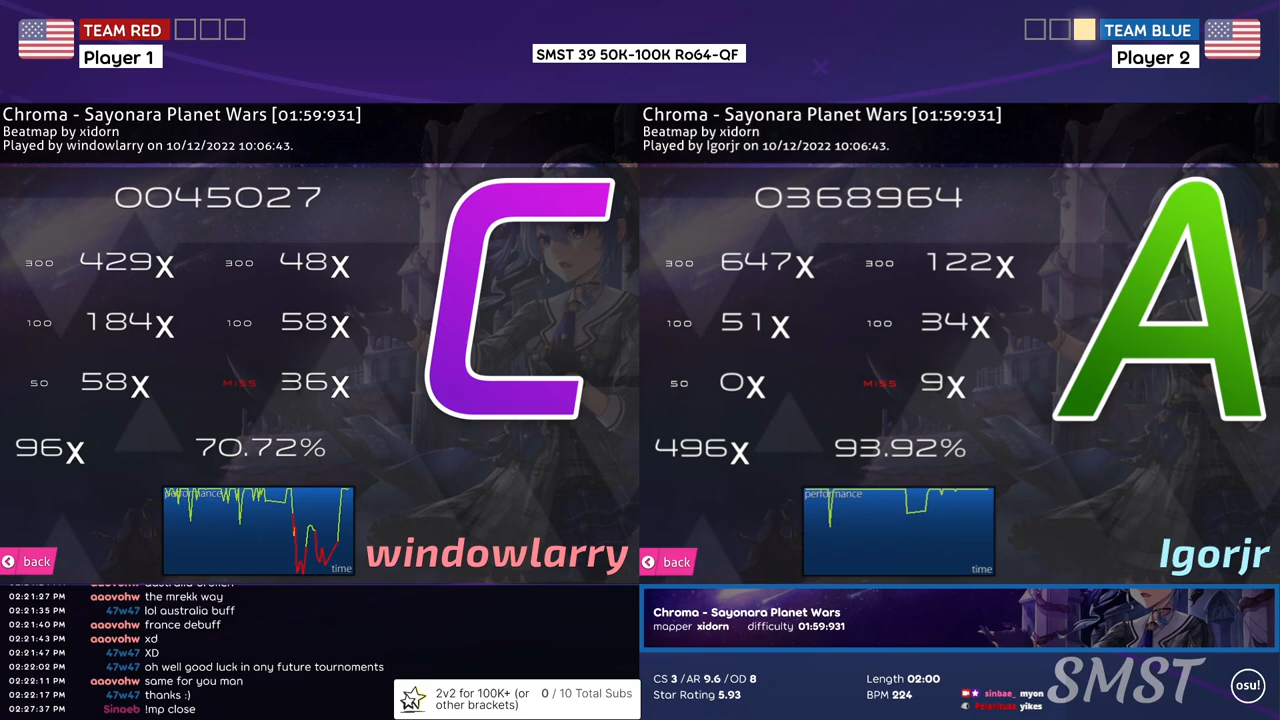 TEAM RED
Player 1
SMST 39 50K-100K Ro64-QF
TEAM BLUE
Player 2
Chroma - Sayonara Planet Wars [01:59:931]
Beatmap by xidorn
Played by windowlarry on 10/12/2022 10:06:43.
0045027
300 429x 300 48x
100 184x 100 58x
50 58x MISS 36x
96x 70.72%
C
performance
time
back
windowlarry
Chroma - Sayonara Planet Wars [01:59:931]
Beatmap by xidorn
Played by Igorjr on 10/12/2022 10:06:43.
0368964
300 647x 300 122x
100 51x 100 34x
50 0x MISS 9x
496x 93.92%
A
performance
time
back
Igorjr
aaovohw australia broken
02:21:27 PM aaovohw the mrekk way
02:21:35 PM 47w47 lol australia buff
02:21:40 PM aaovohw france debuff
02:21:43 PM aaovohw xd
02:21:47 PM 47w47 XD
02:22:02 PM 47w47 oh well good luck in any future tournoments
02:22:11 PM aaovohw same for you man
02:22:17 PM 47w47 thanks :)
02:27:37 PM Sinaeb !mp close
2v2 for 100K+ (or other brackets)
0 / 10 Total Subs
Chroma - Sayonara Planet Wars
mapper xidorn difficulty 01:59:931
CS 3 / AR 9.6 / OD 8
Star Rating 5.93
Length 02:00
BPM 224
sinbae_ myon
yikes
SMST
osu!